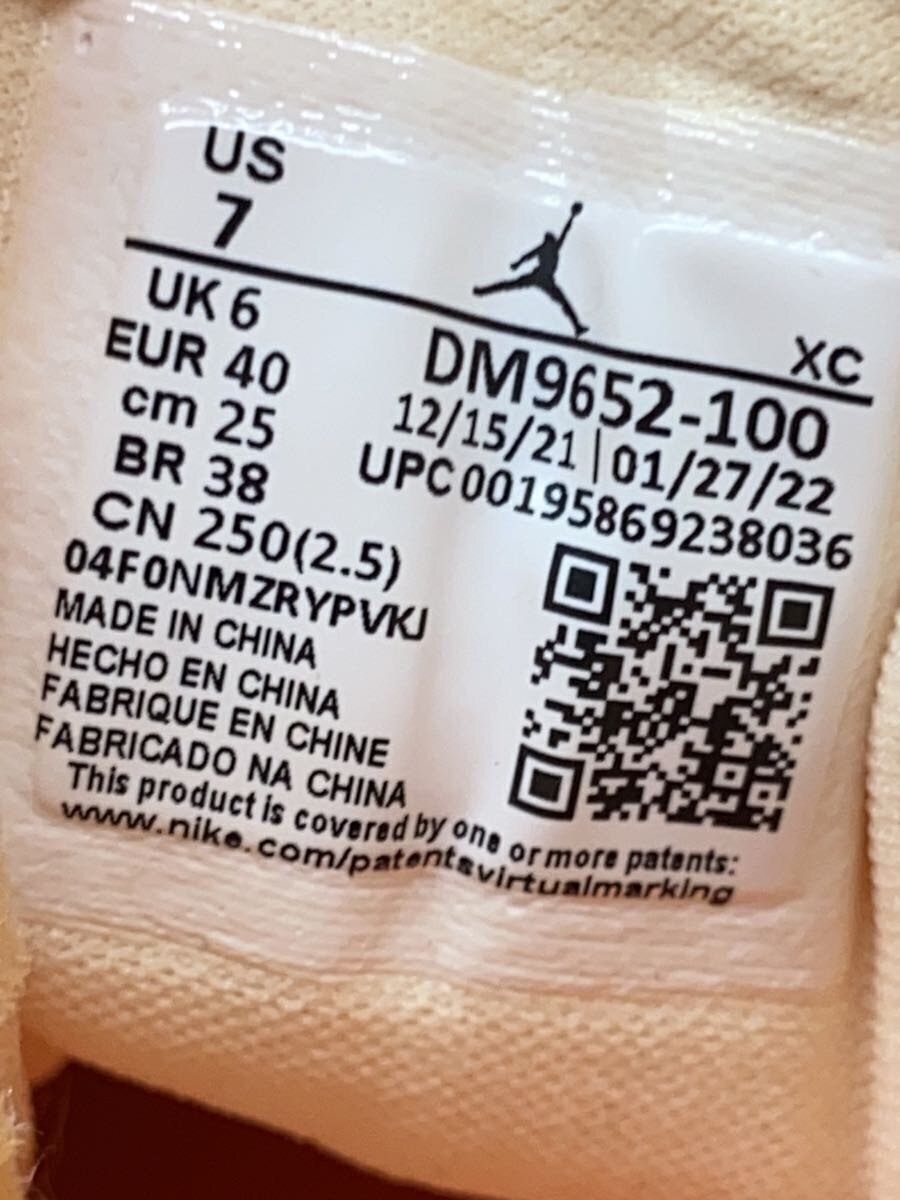 US
7
UK 6
EUR 40
cm 25
BR 38
CN 250(2.5)
04F0NMZRYPVKJ
MADE IN CHINA
HECHO EN CHINA
FABRIQUE EN CHINE
FABRICADO NA CHINA
XC
DM9652-100
12/15/21 | 01/27/22
UPC 00195869238036
This product is covered by one or more patents:
www.nike.com/patentsvirtualmarking